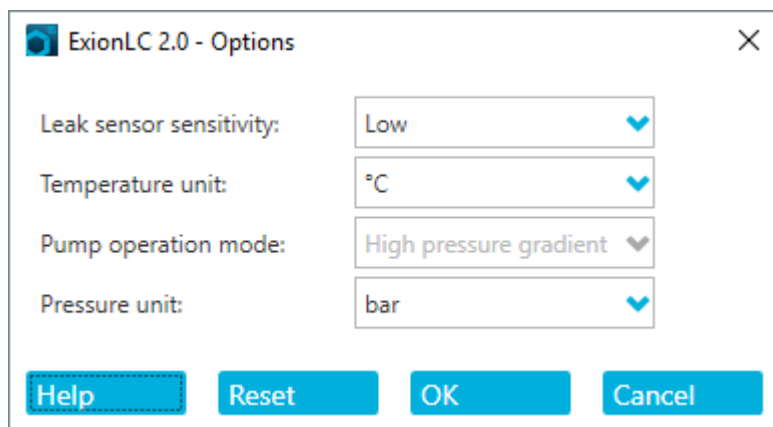 ExionLC 2.0 - Options
Leak sensor sensitivity: Low
Temperature unit: °C
Pump operation mode: High pressure gradient
Pressure unit: bar
Help Reset OK Cancel